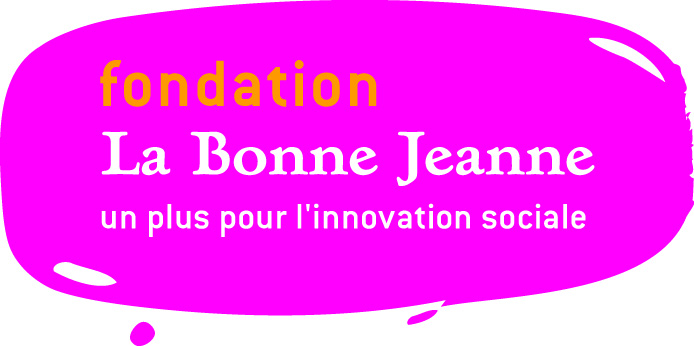 fondation
La Bonne Jeanne
un plus pour l'innovation sociale